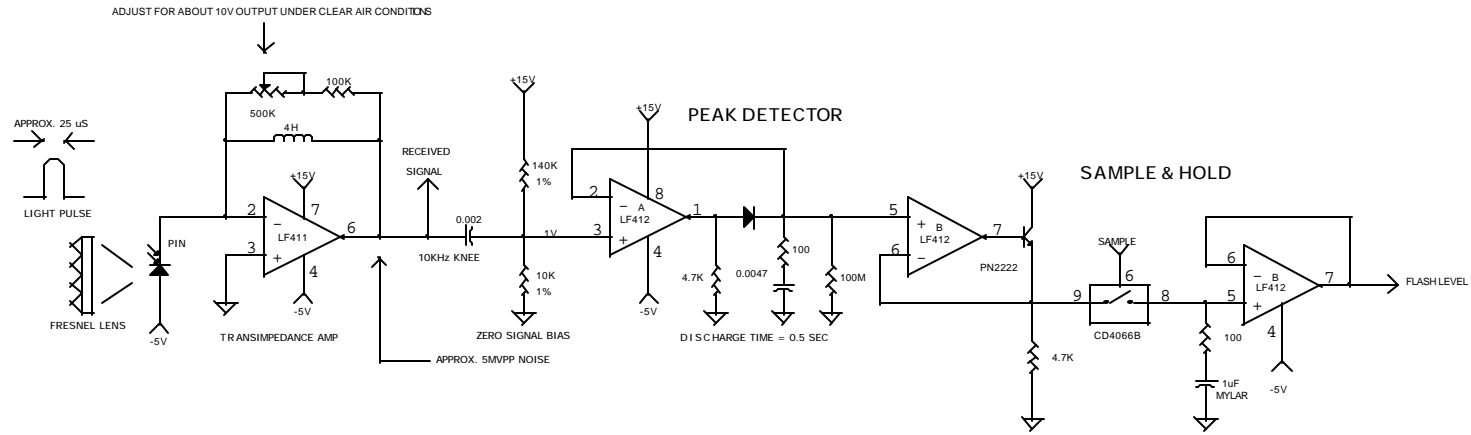 ADJUST FOR ABOUT 10V OUTPUT UNDER CLEAR AIR CONDITONS
APPROX. 25 uS
LIGHT PULSE
FRESNEL LENS
PIN
-5V
500K
100K
4H
+15V
2
3
-
+
LF411
7
6
4
-5V
TRANSIMPEDANCE AMP
RECEIVED
SIGNAL
0.002
10KHz KNEE
APPROX. 5MVPP NOISE
+15V
140K
1%
1V
10K
1%
ZERO SIGNAL BIAS
PEAK DETECTOR
+15V
2
3
-
+
A
LF412
8
1
4
-5V
4.7K
100
0.0047
100M
DISCHARGE TIME = 0.5 SEC
5
6
+
-
B
LF412
7
+15V
PN2222
4.7K
SAMPLE & HOLD
SAMPLE
6
9
8
CD4066B
100
1uF
MYLAR
6
5
-
+
B
LF412
7
4
-5V
FLASH LEVEL